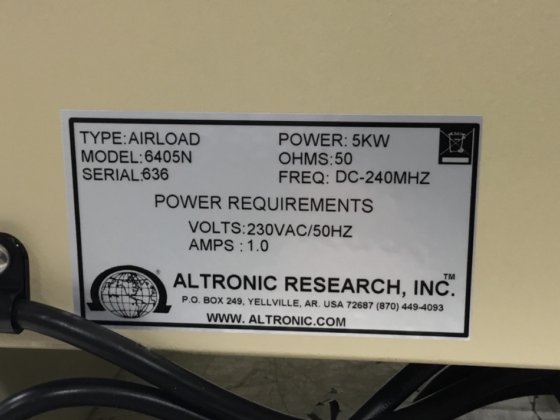 TYPE:AIRLOAD POWER: 5KW
MODEL:6405N OHMS:50
SERIAL:636 FREQ: DC-240MHZ
POWER REQUIREMENTS
VOLTS:230VAC/50HZ
AMPS : 1.0
ALTRONIC RESEARCH, INC.™
P.O. BOX 249, YELLVILLE, AR. USA 72687 (870) 449-4093
WWW. ALTRONIC.COM